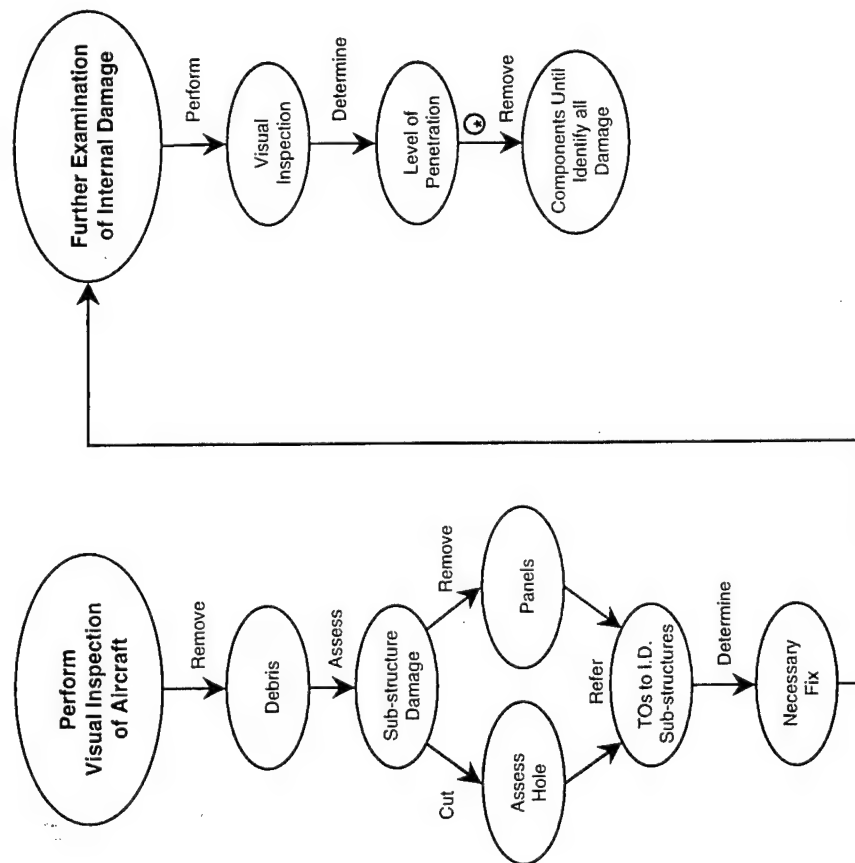 Perform
Visual Inspection
of Aircraft
Remove
Debris
Assess
Sub-structure
Damage
Cut
Remove
Assess
Hole
Panels
Refer
TOs to I.D.
Sub-structures
Determine
Necessary
Fix
Further Examination
of Internal Damage
Perform
Visual
Inspection
Determine
Level of
Penetration
Remove
Components Until
Identify all
Damage